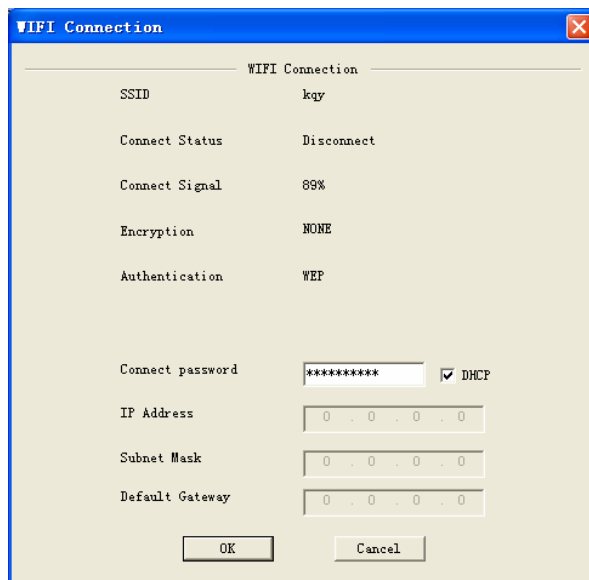 WIFI Connection
WIFI Connection
SSID kqy
Connect Status Disconnect
Connect Signal 89%
Encryption NONE
Authentication WEP
Connect password ********** DHCP
IP Address 0 . 0 . 0 . 0
Subnet Mask 0 . 0 . 0 . 0
Default Gateway 0 . 0 . 0 . 0
OK Cancel